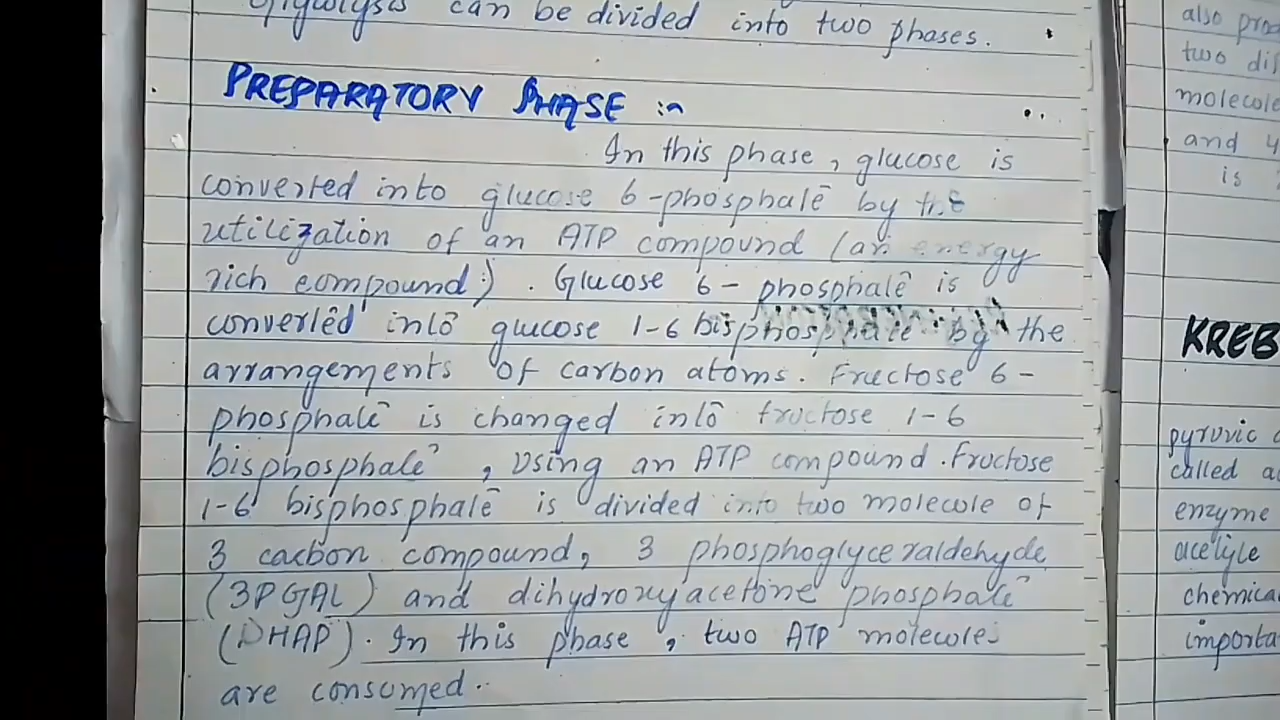 Glycolysis can be divided into two phases.
PREPARATORY PHASE :-
In this phase, glucose is
converted into glucose 6-phosphate by the
utilization of an ATP compound (an energy
rich compound). Glucose 6-phosphate is
converted into glucose 1-6 bisphosphate by the
arrangements of carbon atoms. Fructose 6-
phosphate is changed into fructose 1-6
bisphosphate, using an ATP compound. Fructose
1-6 bisphosphate is divided into two molecule of
3 carbon compound, 3 phosphoglyceraldehyde
(3PGAL) and dihydroxyacetone phosphate
(DHAP). In this phase, two ATP molecules
are consumed.
also
two
and 4
is
KREB
pyruvic
called
enzyme
acetyle